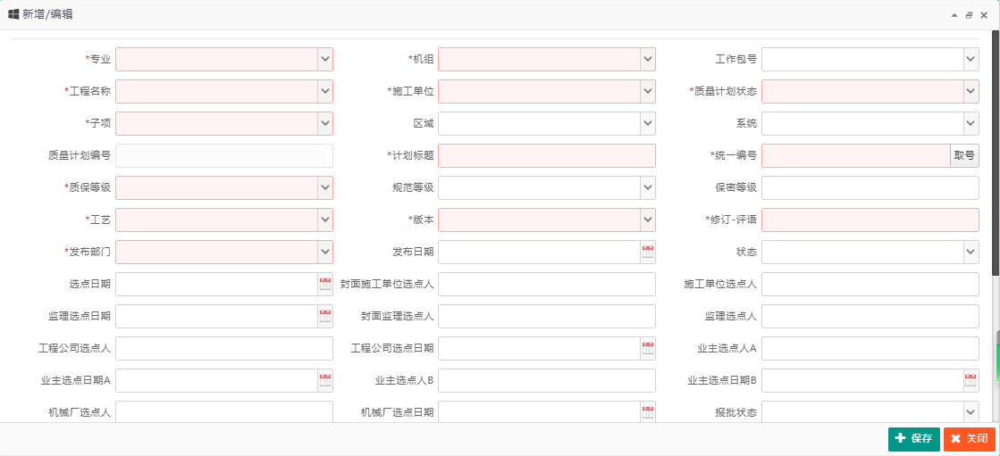 新增/编辑
*专业 *机组 工作包号
*工程名称 *施工单位 *质量计划状态
*子项 区域 系统
质量计划编号 *计划标题 *统一编号 取号
*质保等级 规范等级 保密等级
*工艺 *版本 *修订-评语
*发布部门 发布日期 状态
选点日期 封面施工单位选点人 施工单位选点人
监理选点日期 封面监理选点人 监理选点人
工程公司选点人 工程公司选点日期 业主选点人A
业主选点日期A 业主选点人B 业主选点日期B
机械厂选点人 机械厂选点日期 报批状态
保存 关闭